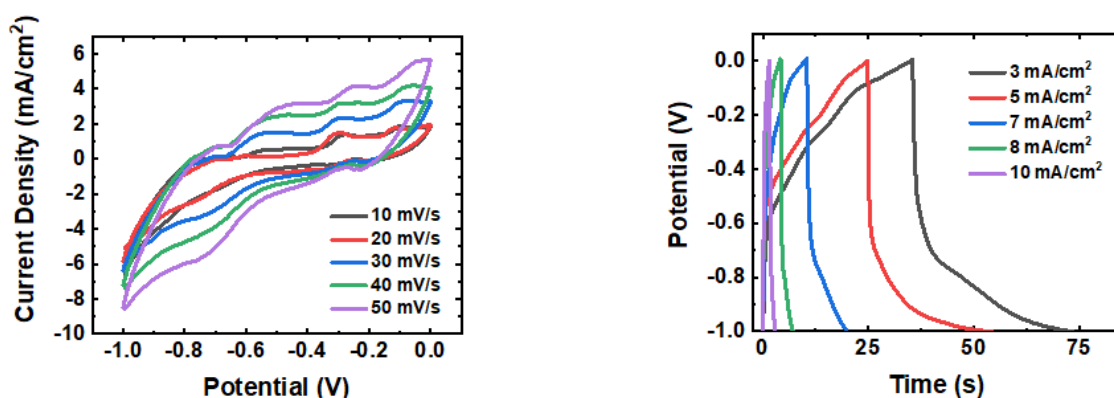 Current Density (mA/cm²)
6
4
2
0
-2
-4
-6
-8
-10
10 mV/s
20 mV/s
30 mV/s
40 mV/s
50 mV/s
-1.0 -0.8 -0.6 -0.4 -0.2 0.0
Potential (V)
Potential (V)
0.0
-0.2
-0.4
-0.6
-0.8
-1.0
3 mA/cm²
5 mA/cm²
7 mA/cm²
8 mA/cm²
10 mA/cm²
0 25 50 75
Time (s)